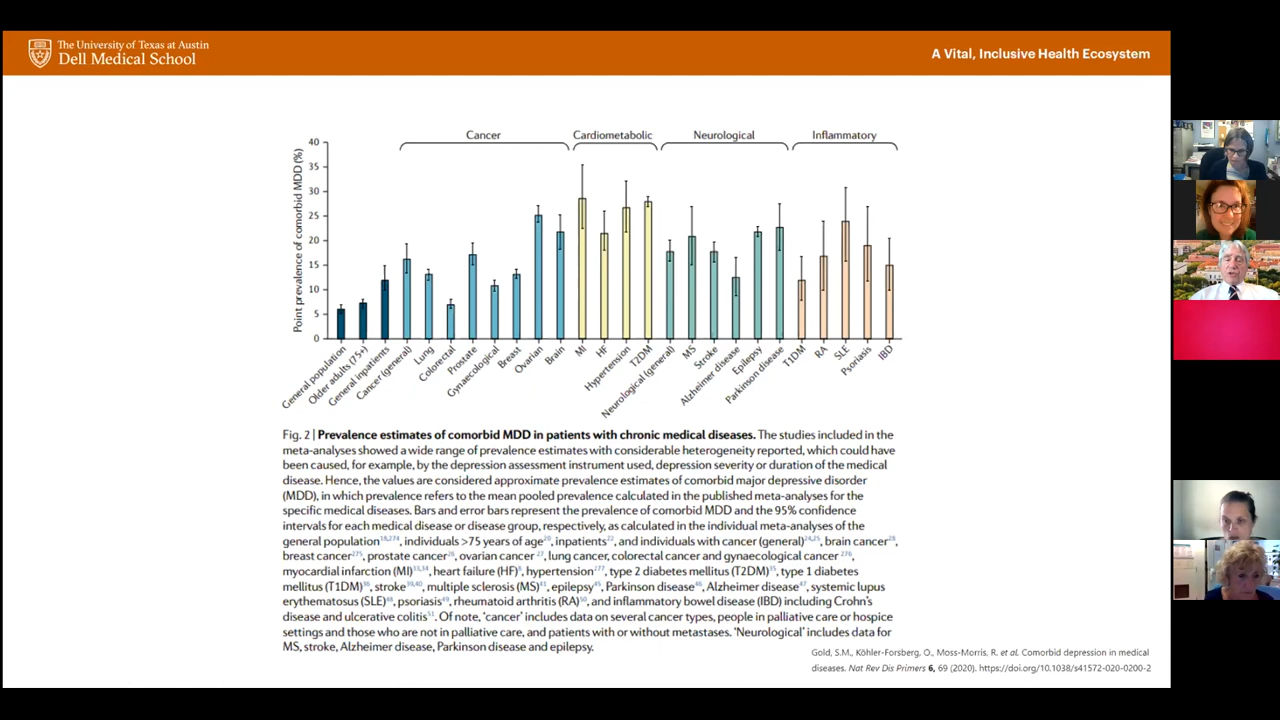 The University of Texas at Austin
Dell Medical School
A Vital, Inclusive Health Ecosystem
Cancer
Cardiometabolic
Neurological
Inflammatory
Point prevalence of comorbid MDD (%)
40
35
30
25
20
15
10
5
0
General population
Older adults (75+)
General inpatients
Cancer (general)
Lung
Colorectal
Prostate
Gynaecological
Breast
Ovarian
Brain
MI
HF
Hypertension
T2DM
Neurological (general)
MS
Stroke
Alzheimer disease
Epilepsy
Parkinson disease
T1DM
RA
SLE
Psoriasis
IBD
Fig. 2 | Prevalence estimates of comorbid MDD in patients with chronic medical diseases. The studies included in the
meta-analyses showed a wide range of prevalence estimates with considerable heterogeneity reported, which could have
been caused, for example, by the depression assessment instrument used, depression severity or duration of the medical
disease. Hence, the values are considered approximate prevalence estimates of comorbid major depressive disorder
(MDD), in which prevalence refers to the mean pooled prevalence calculated in the published meta-analyses for the
specific medical diseases. Bars and error bars represent the prevalence of comorbid MDD and the 95% confidence
intervals for each medical disease or disease group, respectively, as calculated in the individual meta-analyses of the
general population, individuals >75 years of age, inpatients, and individuals with cancer (general), brain cancer,
breast cancer, prostate cancer, ovarian cancer, lung cancer, colorectal cancer and gynaecological cancer,
myocardial infarction (MI), heart failure (HF), hypertension, type 2 diabetes mellitus (T2DM), type 1 diabetes
mellitus (T1DM), stroke, multiple sclerosis (MS), epilepsy, Parkinson disease, Alzheimer disease, systemic lupus
erythematosus (SLE), psoriasis, rheumatoid arthritis (RA), and inflammatory bowel disease (IBD) including Crohn's
disease and ulcerative colitis. Of note, 'cancer' includes data on several cancer types, people in palliative care or hospice
settings and those who are not in palliative care, and patients with or without metastases. 'Neurological' includes data for
MS, stroke, Alzheimer disease, Parkinson disease and epilepsy.
Gold, S.M., Köhler-Forsberg, O., Moss-Morris, R. et al. Comorbid depression in medical
diseases. Nat Rev Dis Primers 6, 69 (2020). https://doi.org/10.1038/s41572-020-0200-2